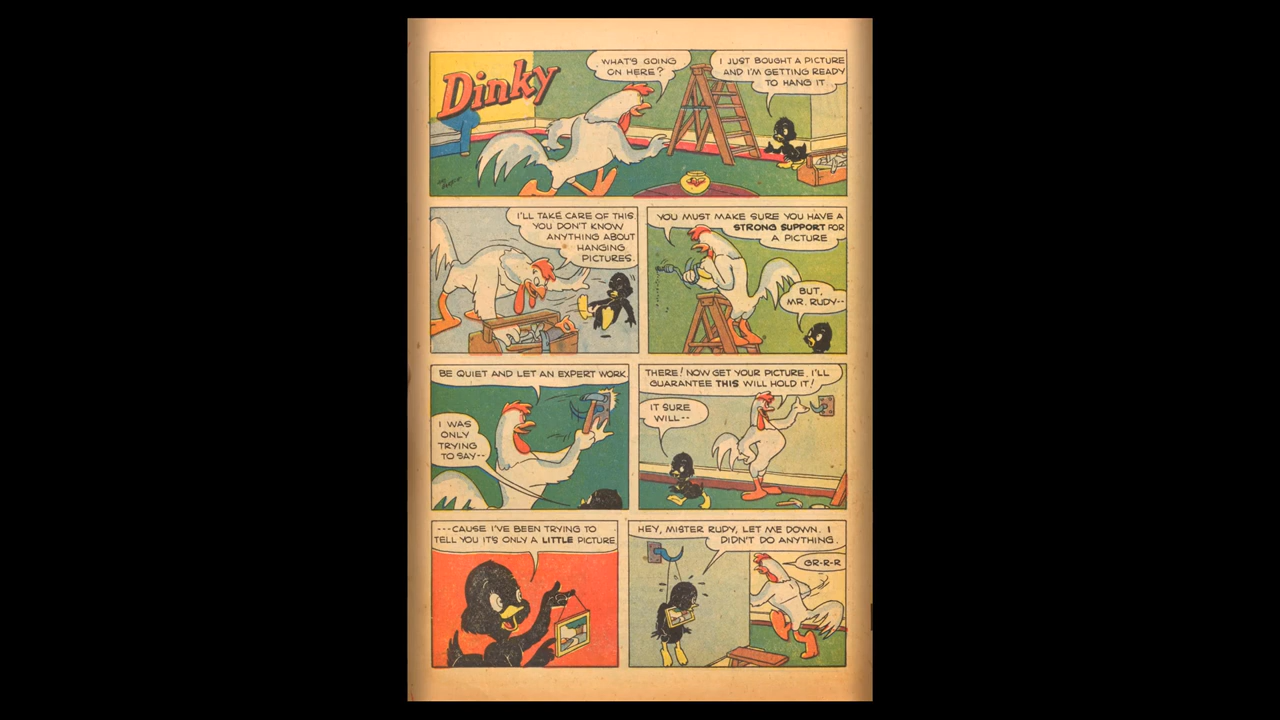 Dinky
WHAT'S GOING
ON HERE?
I JUST BOUGHT A PICTURE
AND I'M GETTING READY
TO HANG IT.
I'LL TAKE CARE OF THIS.
YOU DON'T KNOW
ANYTHING ABOUT
HANGING
PICTURES.
YOU MUST MAKE SURE YOU HAVE A
STRONG SUPPORT FOR
A PICTURE
BUT,
MR. RUDY--
BE QUIET AND LET AN EXPERT WORK.
I WAS
ONLY
TRYING
TO SAY--
THERE! NOW GET YOUR PICTURE. I'LL
GUARANTEE THIS WILL HOLD IT!
IT SURE
WILL--
---CAUSE I'VE BEEN TRYING TO
TELL YOU IT'S ONLY A LITTLE PICTURE.
HEY, MISTER RUDY, LET ME DOWN. I
DIDN'T DO ANYTHING.
GR-R-R